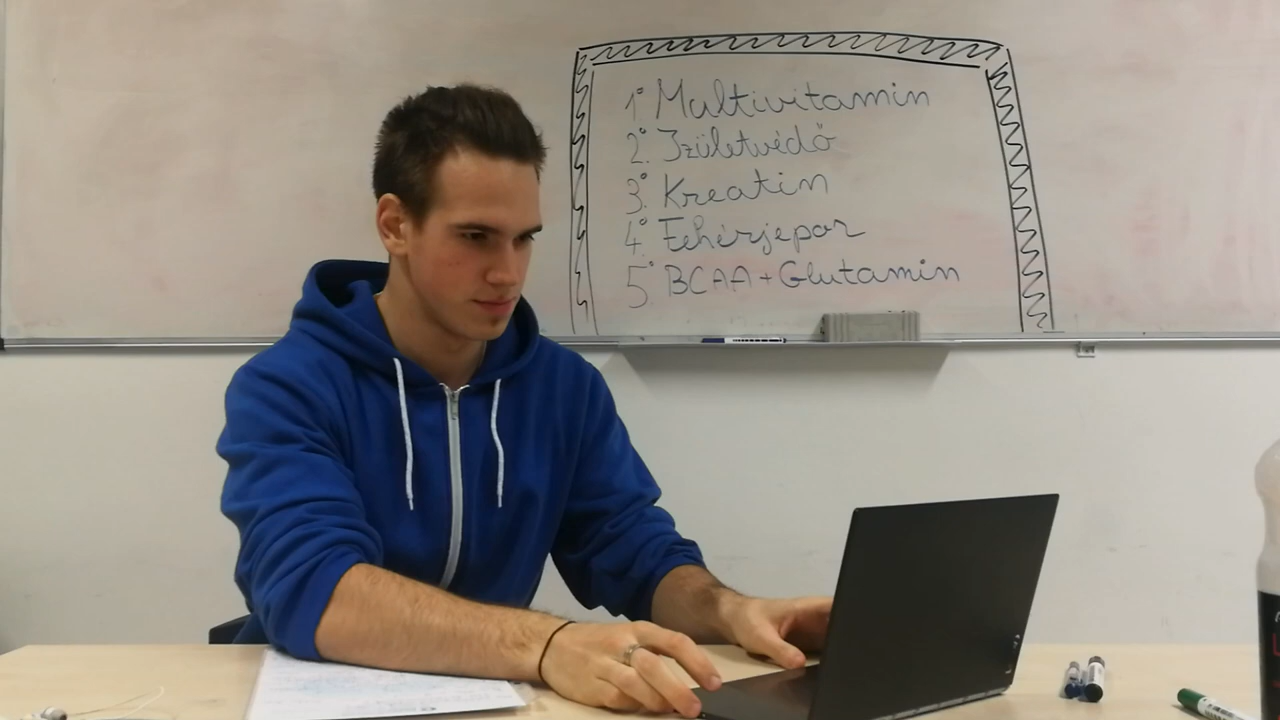 1. Multivitamin
2. Izületvédő
3. Kreatin
4. Fehérjepor
5. BCAA + Glutamin